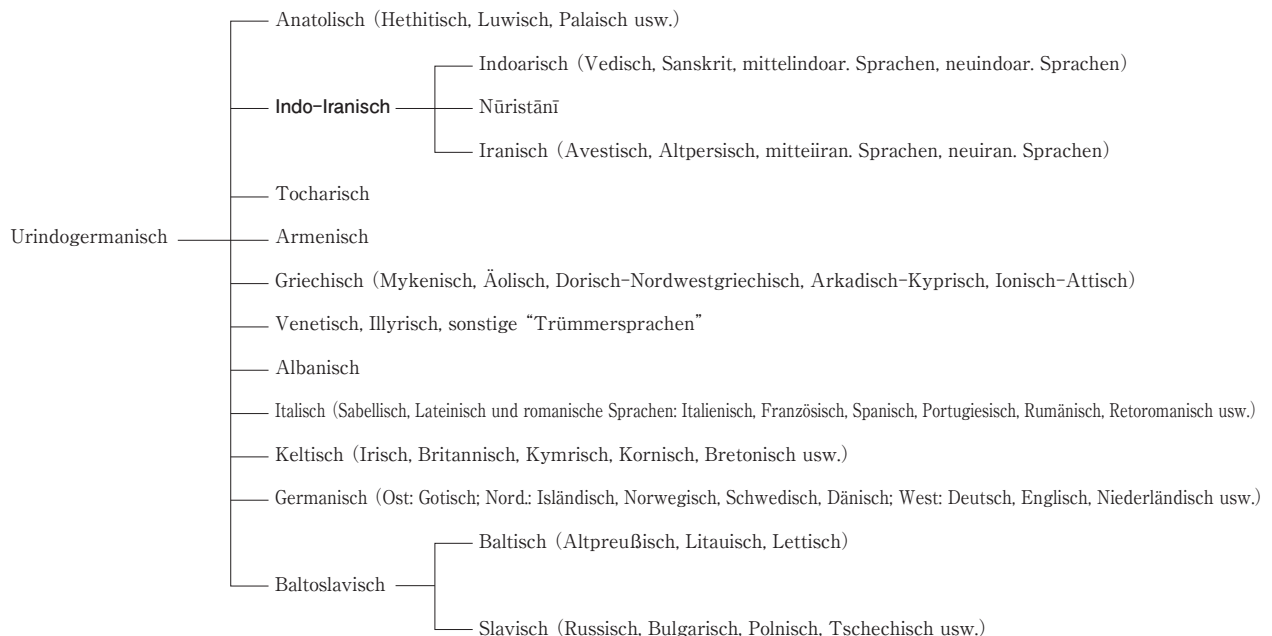 Anatolisch (Hethitisch, Luwisch, Palaisch usw.)
Indoarisch (Vedisch, Sanskrit, mittelindoar. Sprachen, neuindoar. Sprachen)
Indo-Iranisch
Nūristānī
Iranisch (Avestisch, Altpersisch, mitteiiran. Sprachen, neuiran. Sprachen)
Tocharisch
Urindogermanisch
Armenisch
Griechisch (Mykenisch, Äolisch, Dorisch-Nordwestgriechisch, Arkadisch-Kyprisch, Ionisch-Attisch)
Venetisch, Illyrisch, sonstige “Trümmersprachen”
Albanisch
Italisch (Sabellisch, Lateinisch und romanische Sprachen: Italienisch, Französisch, Spanisch, Portugiesisch, Rumänisch, Retoromanisch usw.)
Keltisch (Irisch, Britannisch, Kymrisch, Kornisch, Bretonisch usw.)
Germanisch (Ost: Gotisch; Nord.: Isländisch, Norwegisch, Schwedisch, Dänisch; West: Deutsch, Englisch, Niederländisch usw.)
Baltisch (Altpreußisch, Litauisch, Lettisch)
Baltoslavisch
Slavisch (Russisch, Bulgarisch, Polnisch, Tschechisch usw.)